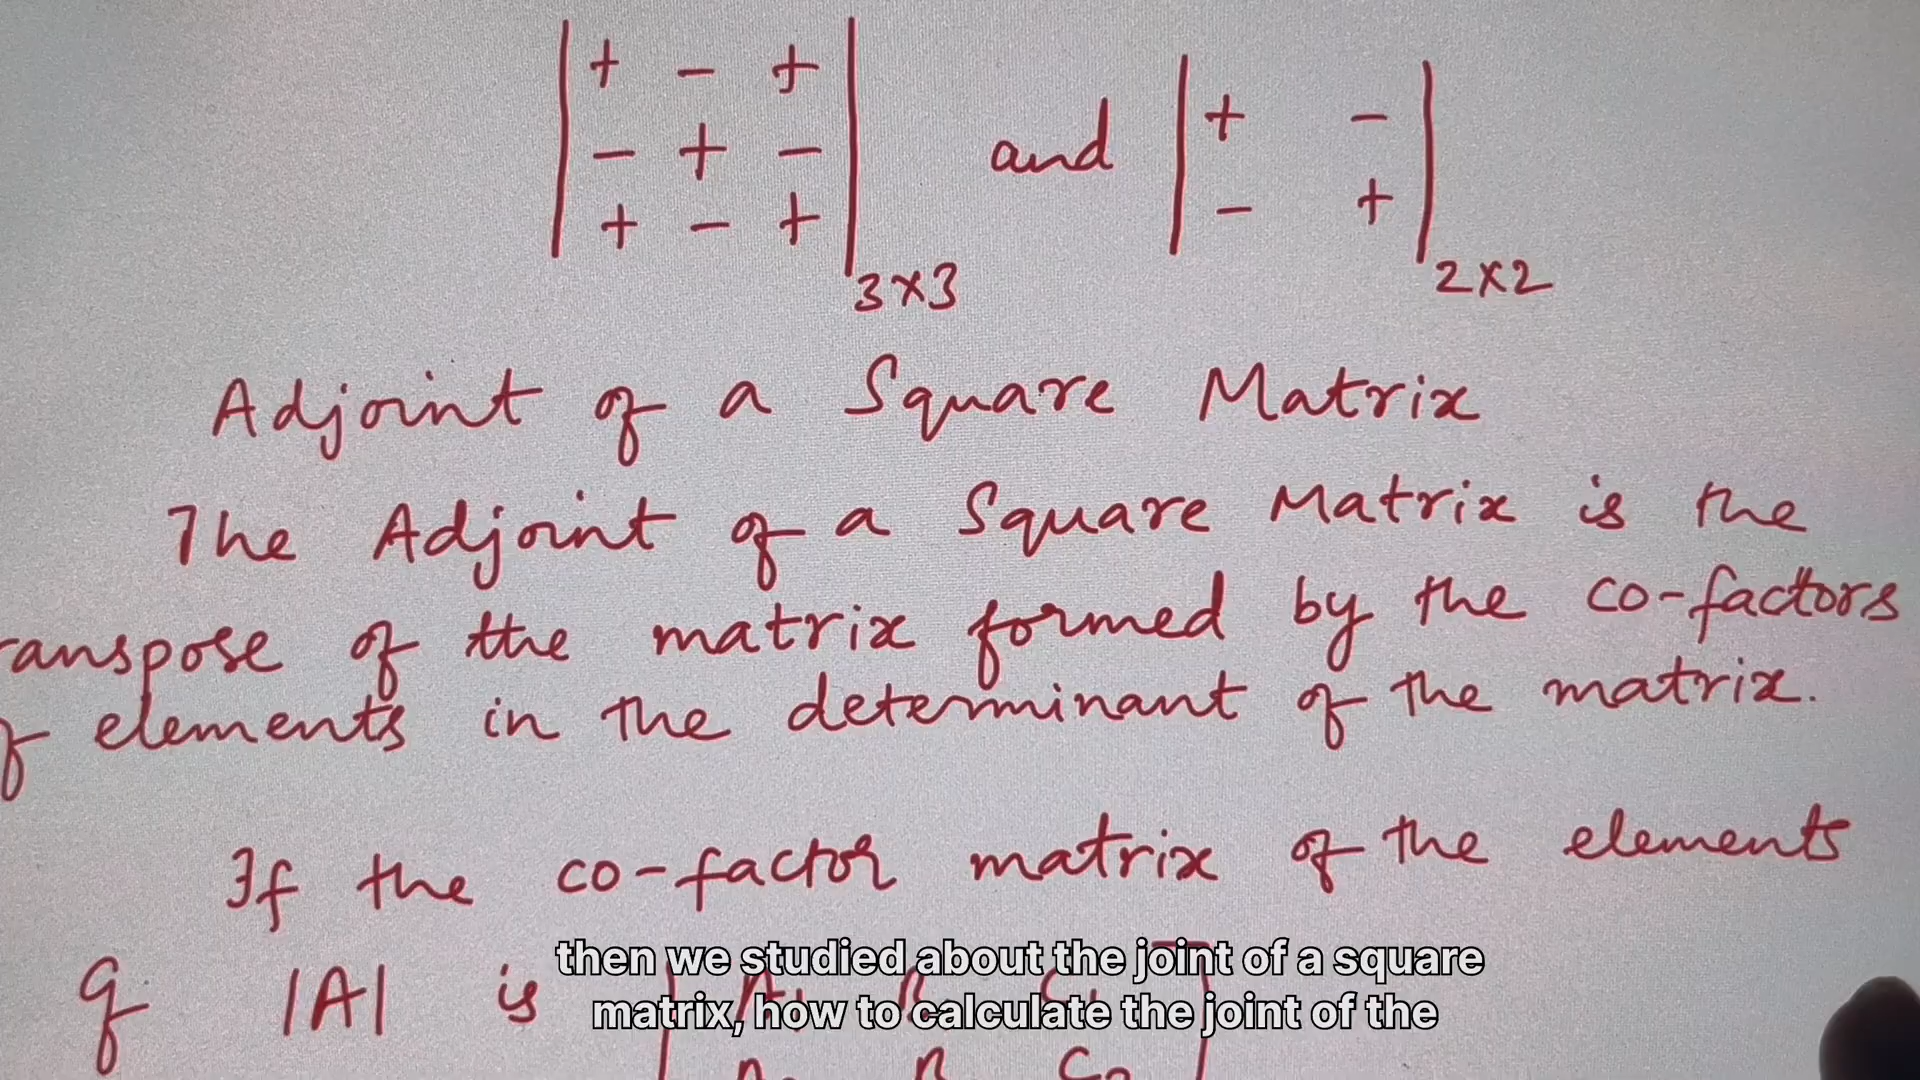 + - +
- + - and + -
+ - + - +
3×3 2×2
Adjoint of a Square Matrix
The Adjoint of a Square Matrix is the
ranspose of the matrix formed by the co-factors
of elements in the determinant of the matrix.
If the co-factor matrix of the elements
of |A| is
then we studied about the joint of a square
matrix, how to calculate the joint of the